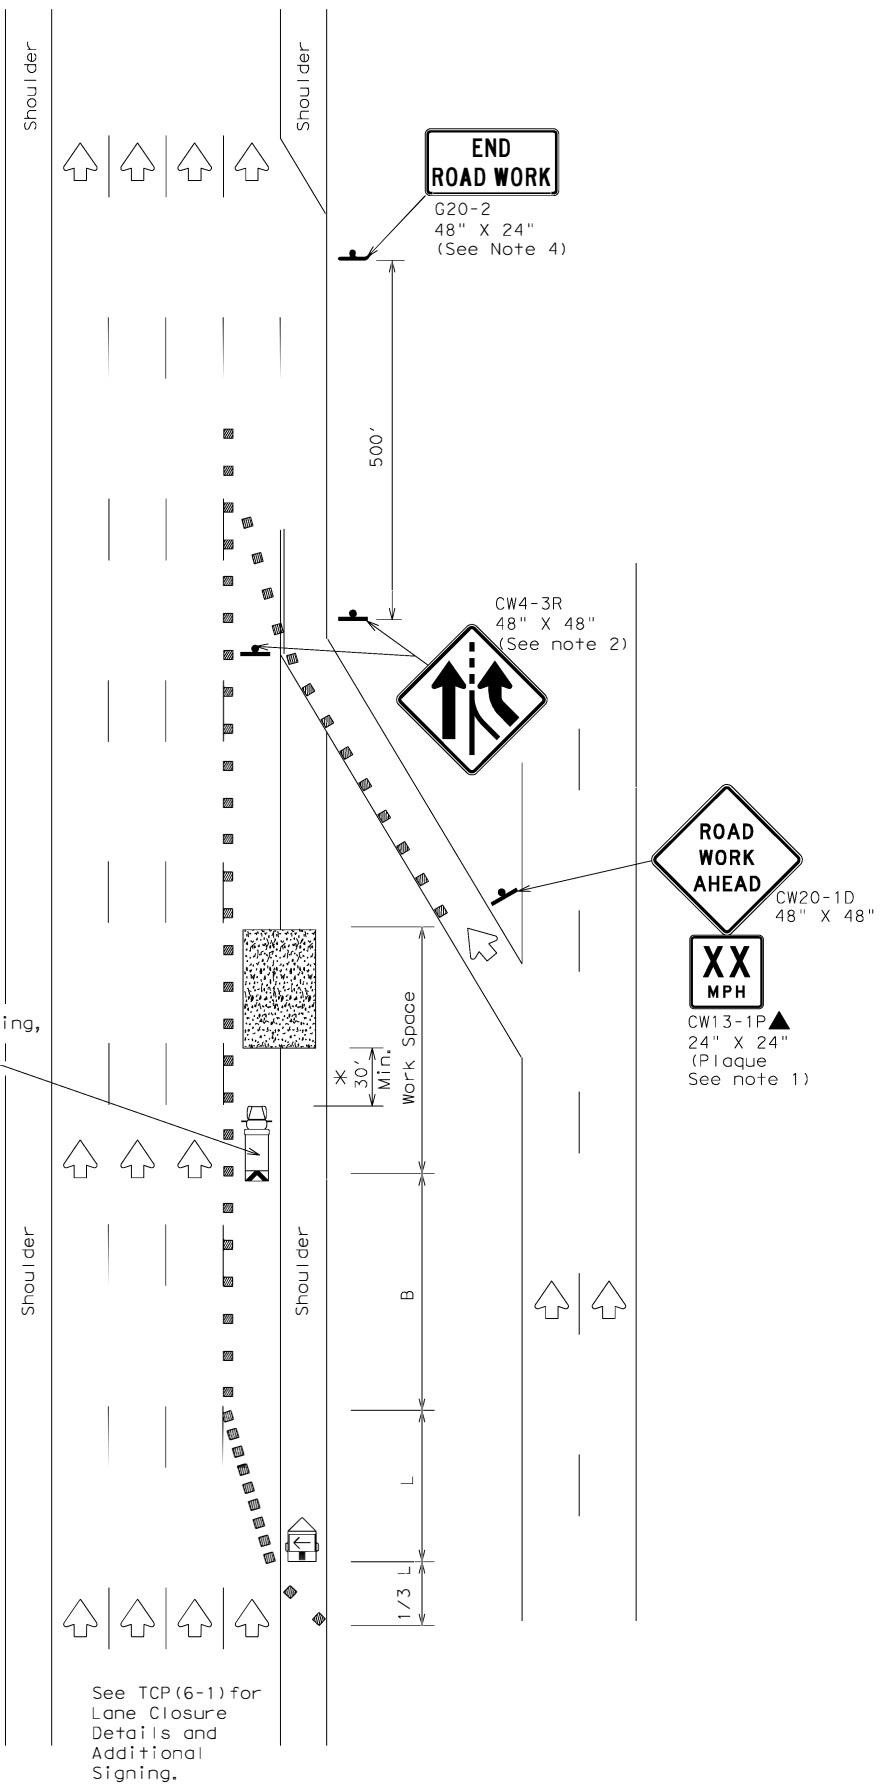 Shoulder
Shoulder
END
ROAD WORK
G20-2
48" X 24"
(See Note 4)
500'
CW4-3R
48" X 48"
(See note 2)
ROAD
WORK
AHEAD
CW20-1D
48" X 48"
XX
MPH
CW13-1P
24" X 24"
(Plaque
See note 1)
ing,
Work Space
*
30'
Min.
Shoulder
Shoulder
B
L
1/3 L
See TCP(6-1)for
Lane Closure
Details and
Additional
Signing.